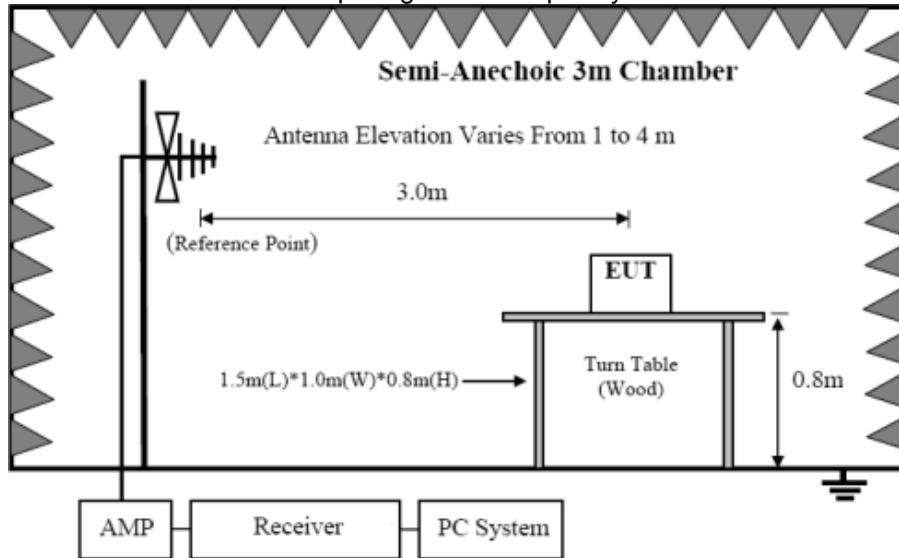 Semi-Anechoic 3m Chamber
Antenna Elevation Varies From 1 to 4 m
3.0m
(Reference Point)
EUT
1.5m(L)*1.0m(W)*0.8m(H)
Turn Table
(Wood)
0.8m
AMP
Receiver
PC System